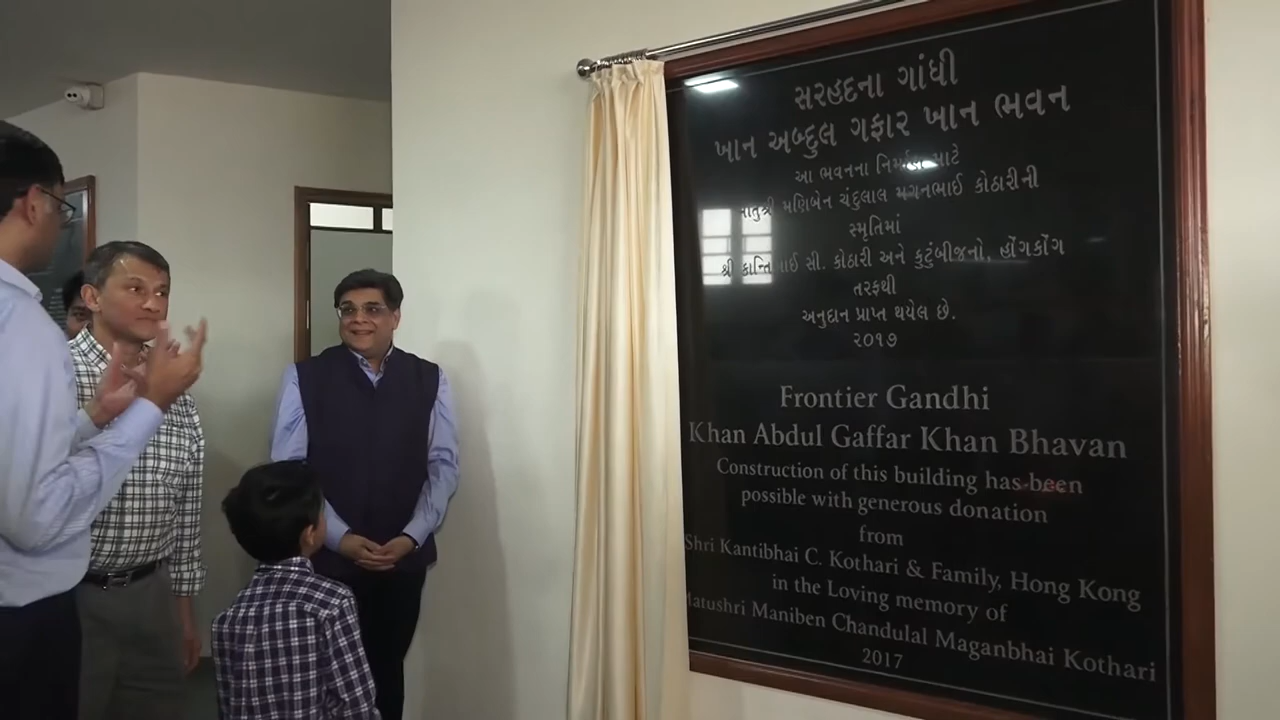 સરહદના ગાંધી
ખાન અબ્દુલ ગફાર ખાન ભવન
આ ભવનના નિર્માણ માટે
માતુશ્રી મણિબેન ચંદુલાલ મગનભાઈ કોઠારીની
સ્મૃતિમાં
શ્રી કાન્તિભાઈ સી. કોઠારી અને કુટુંબીજનો, હોંગકોંગ
તરફથી
અનુદાન પ્રાપ્ત થયેલ છે.
૨૦૧૭
Frontier Gandhi
Khan Abdul Gaffar Khan Bhavan
Construction of this building has been
possible with generous donation
from
Shri Kantibhai C. Kothari & Family, Hong Kong
in the Loving memory of
Matushri Maniben Chandulal Maganbhai Kothari
2017